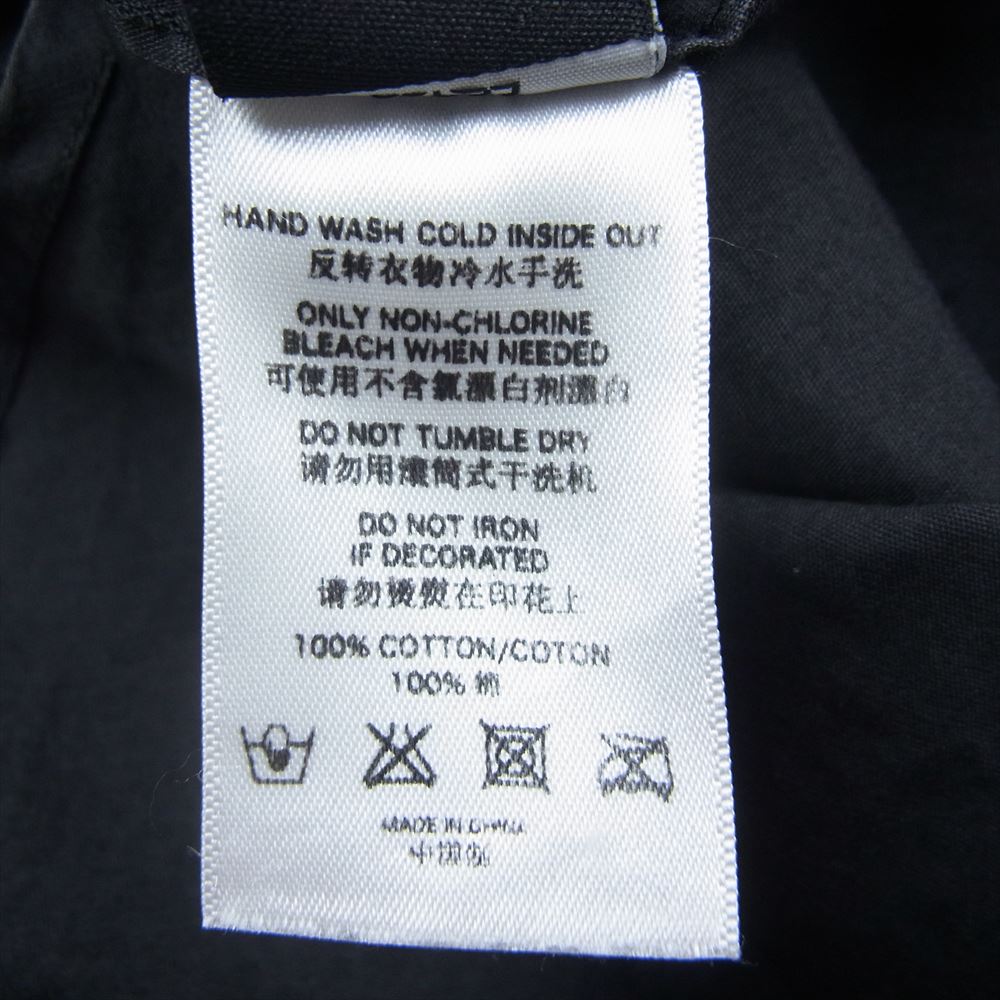 HAND WASH COLD INSIDE OUT
反转衣物冷水手洗
ONLY NON-CHLORINE
BLEACH WHEN NEEDED
可使用不含氯漂白剂漂白
DO NOT TUMBLE DRY
请勿用滚筒式干洗机
DO NOT IRON
IF DECORATED
请勿烫熨在印花上
100% COTTON/COTON
100% 棉
MADE IN CHINA
中国制